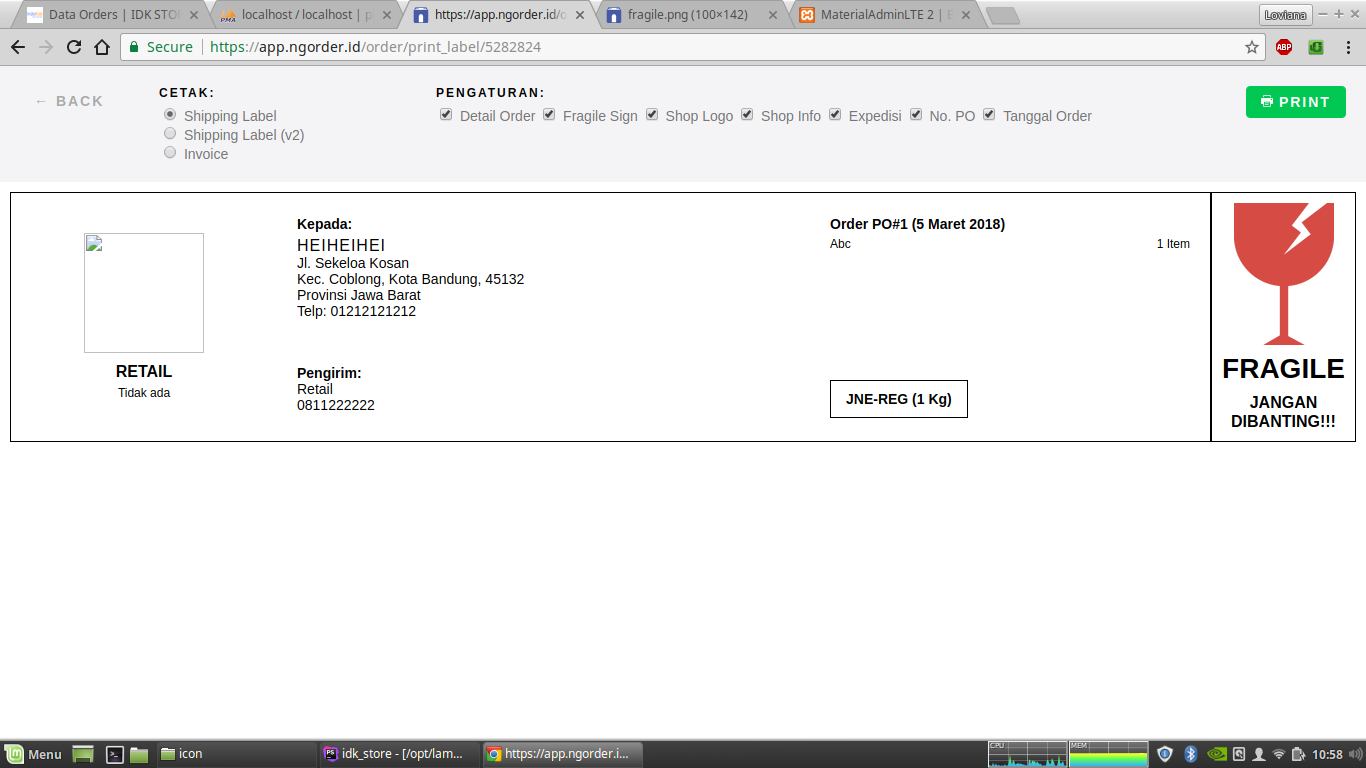 Data Orders | IDK STO
localhost / localhost | p
https://app.ngorder.id/o
fragile.png (100×142)
MaterialAdminLTE 2 |
Loviana
Secure
https://app.ngorder.id/order/print_label/5282824
ABP
← BACK
CETAK:
Shipping Label
Shipping Label (v2)
Invoice
PENGATURAN:
Detail Order Fragile Sign Shop Logo Shop Info Expedisi No. PO Tanggal Order
PRINT
RETAIL
Tidak ada
Kepada:
HEIHEIHEI
Jl. Sekeloa Kosan
Kec. Coblong, Kota Bandung, 45132
Provinsi Jawa Barat
Telp: 01212121212
Pengirim:
Retail
0811222222
Order PO#1 (5 Maret 2018)
Abc 1 Item
JNE-REG (1 Kg)
FRAGILE
JANGAN
DIBANTING!!!
Menu
icon
PS
idk_store - [/opt/lam...
https://app.ngorder.i...
CPU
MEM
10:58